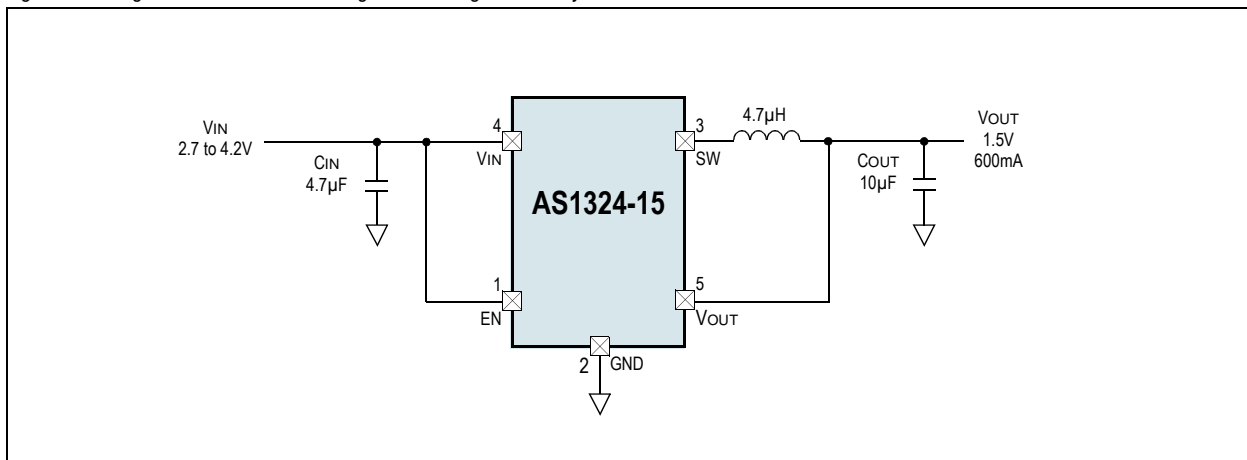 VIN
2.7 to 4.2V
CIN
4.7µF
4
VIN
1
EN
AS1324-15
2
GND
3
SW
4.7µH
5
VOUT
COUT
10µF
VOUT
1.5V
600mA